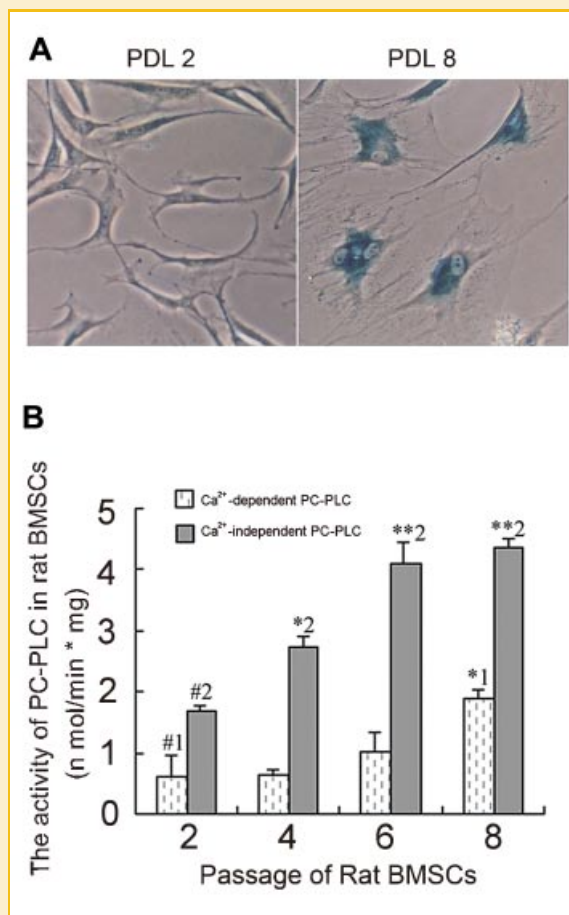 A
PDL 2
PDL 8
B
The activity of PC-PLC in rat BMSCs
(n mol/min * mg)
Ca²⁺-dependent PC-PLC
Ca²⁺-independent PC-PLC
5
4
3
2
1
0
#1
#2
*2
**2
*1
**2
2 4 6 8
Passage of Rat BMSCs